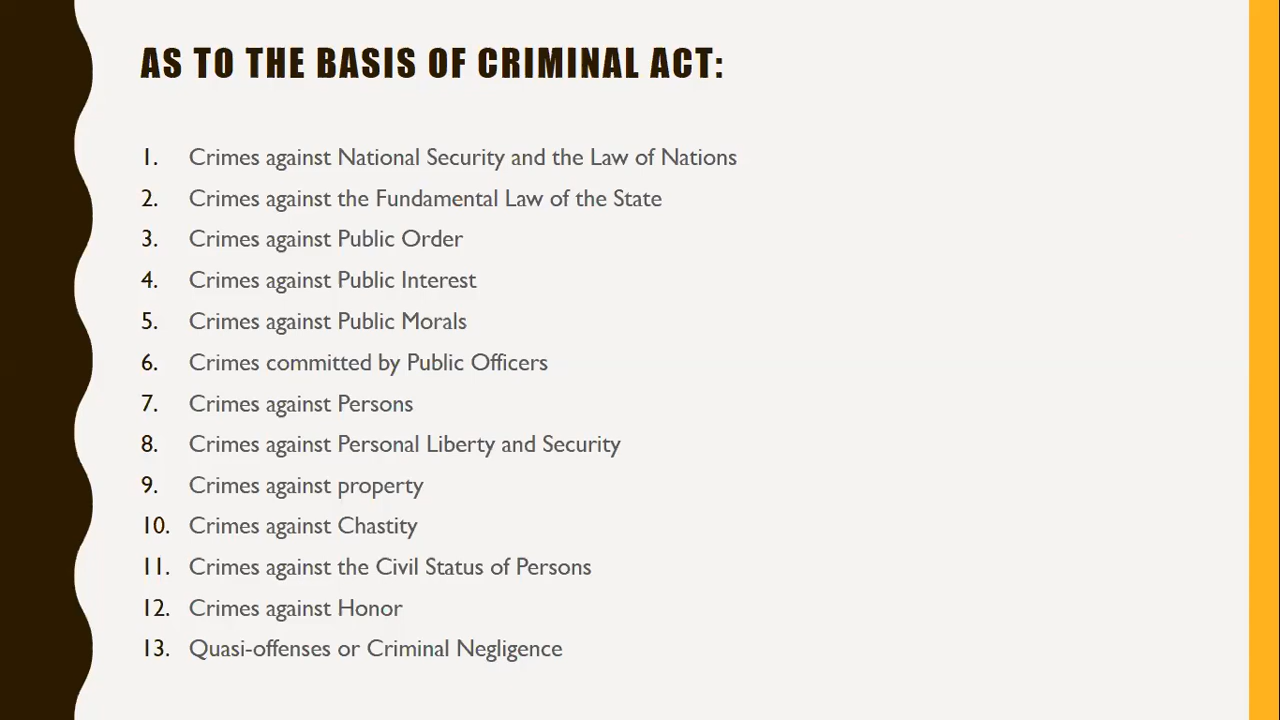 AS TO THE BASIS OF CRIMINAL ACT:
1. Crimes against National Security and the Law of Nations
2. Crimes against the Fundamental Law of the State
3. Crimes against Public Order
4. Crimes against Public Interest
5. Crimes against Public Morals
6. Crimes committed by Public Officers
7. Crimes against Persons
8. Crimes against Personal Liberty and Security
9. Crimes against property
10. Crimes against Chastity
11. Crimes against the Civil Status of Persons
12. Crimes against Honor
13. Quasi-offenses or Criminal Negligence